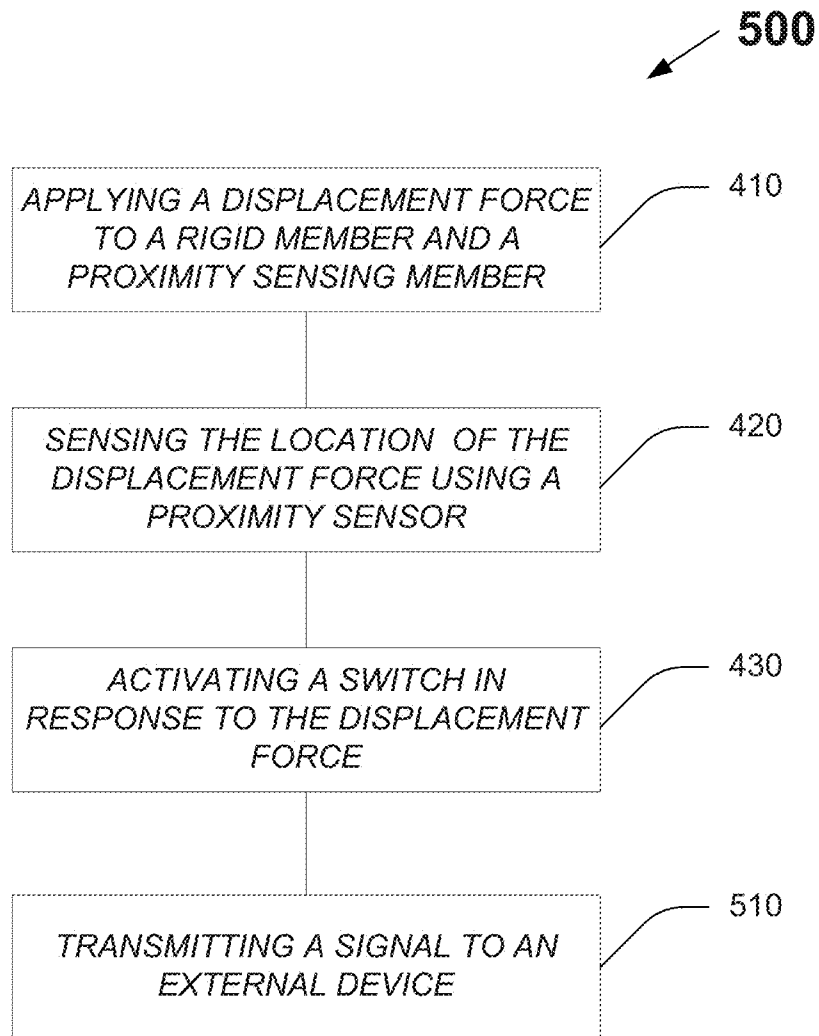 500
APPLYING A DISPLACEMENT FORCE
TO A RIGID MEMBER AND A
PROXIMITY SENSING MEMBER
410
SENSING THE LOCATION OF THE
DISPLACEMENT FORCE USING A
PROXIMITY SENSOR
420
ACTIVATING A SWITCH IN
RESPONSE TO THE DISPLACEMENT
FORCE
430
TRANSMITTING A SIGNAL TO AN
EXTERNAL DEVICE
510